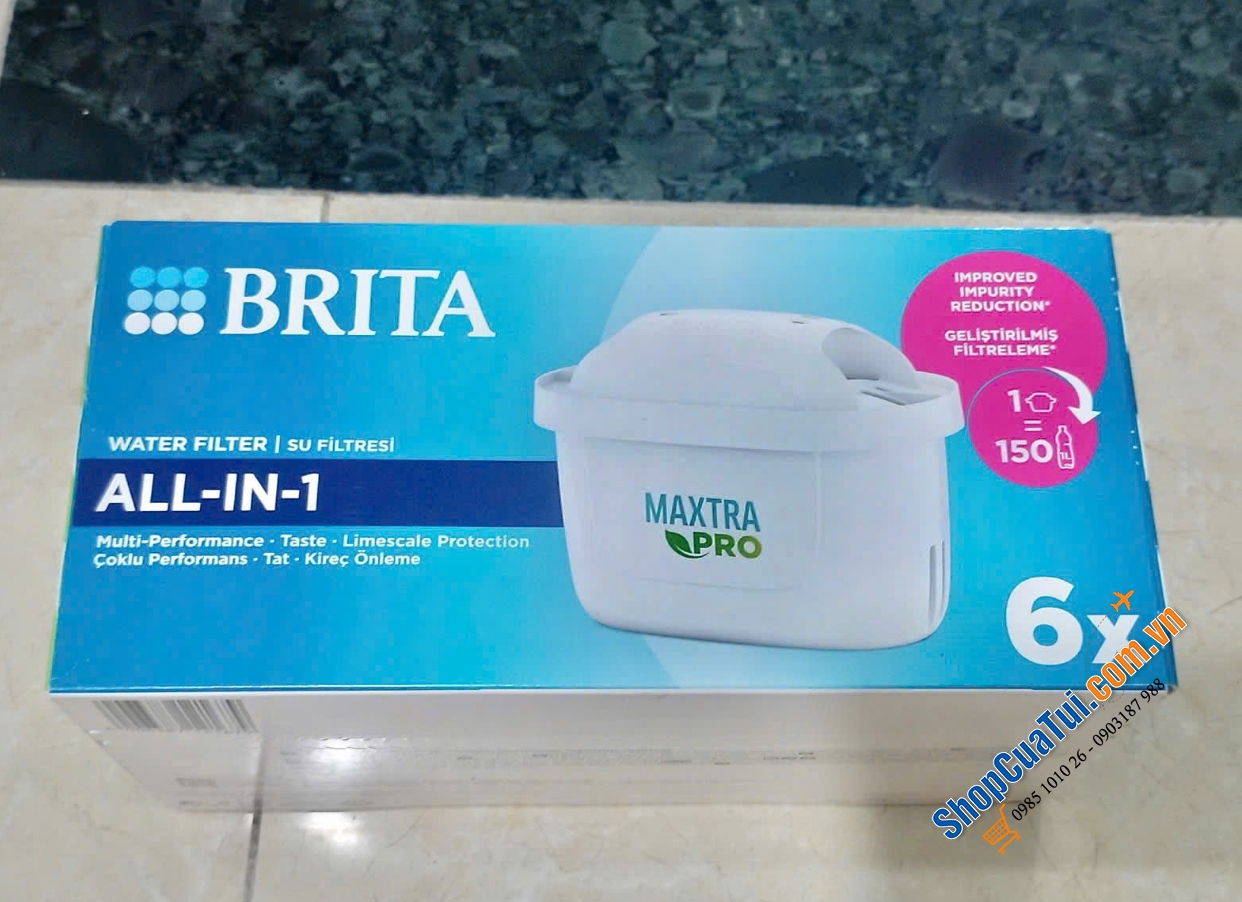 BRITA
WATER FILTER | SU FİLTRESİ
ALL-IN-1
Multi-Performance · Taste · Limescale Protection
Çoklu Performans · Tat · Kireç Önleme
IMPROVED
IMPURITY
REDUCTION*
GELİŞTİRİLMİŞ
FİLTRELEME*
1
=
150
1L
MAXTRA
PRO
6x
ShopCuaTui.com.vn
0985 1010 26 - 0903187 988